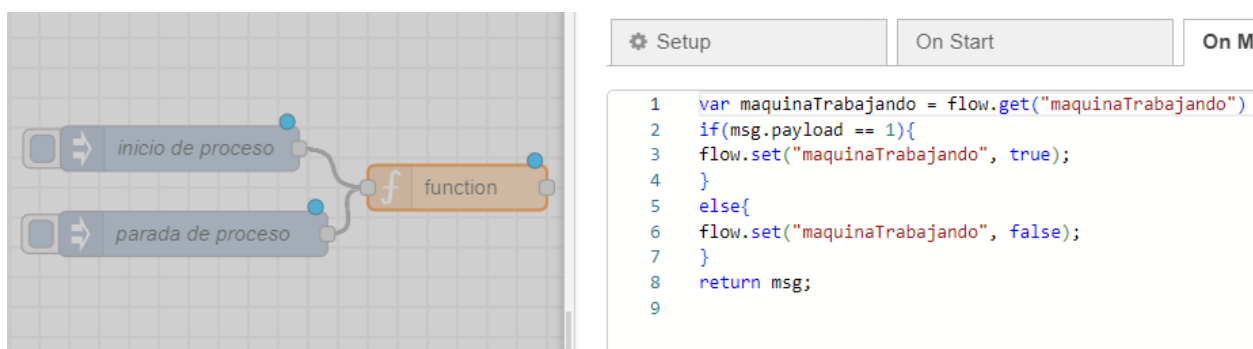 Setup
On Start
On M
inicio de proceso
parada de proceso
function
1 var maquinaTrabajando = flow.get("maquinaTrabajando")
2 if(msg.payload == 1){
3 flow.set("maquinaTrabajando", true);
4 }
5 else{
6 flow.set("maquinaTrabajando", false);
7 }
8 return msg;
9